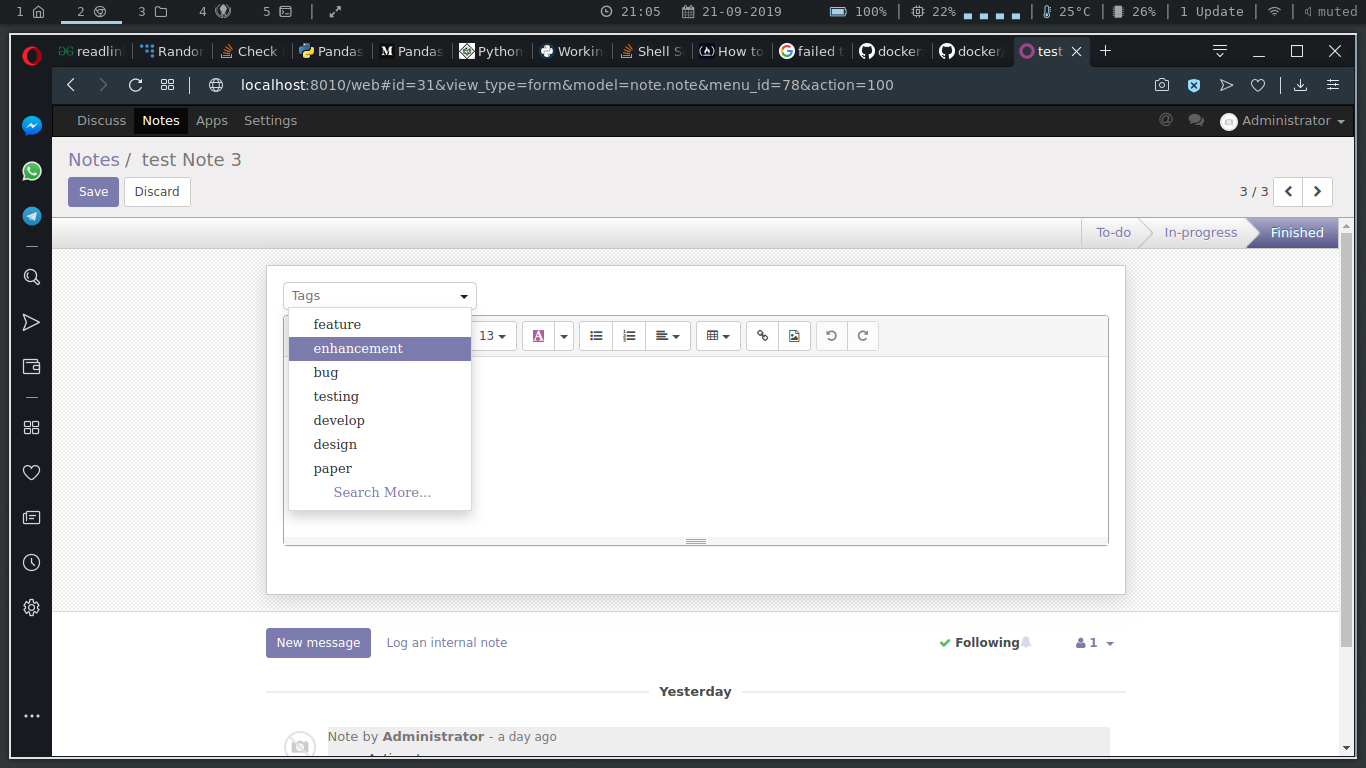 1 2 3 4 5 21:05 21-09-2019 100% 22% 25°C 26% 1 Update muted
readlin Randor Check Pandas Pandas Python Workin Shell S How to failed t docker- docker/ test
localhost:8010/web#id=31&view_type=form&model=note.note&menu_id=78&action=100
Discuss Notes Apps Settings @ Administrator
Notes / test Note 3
Save Discard 3 / 3
To-do In-progress Finished
Tags
feature
13 A
enhancement
bug
testing
develop
design
paper
Search More...
New message Log an internal note Following 1
Yesterday
Note by Administrator - a day ago